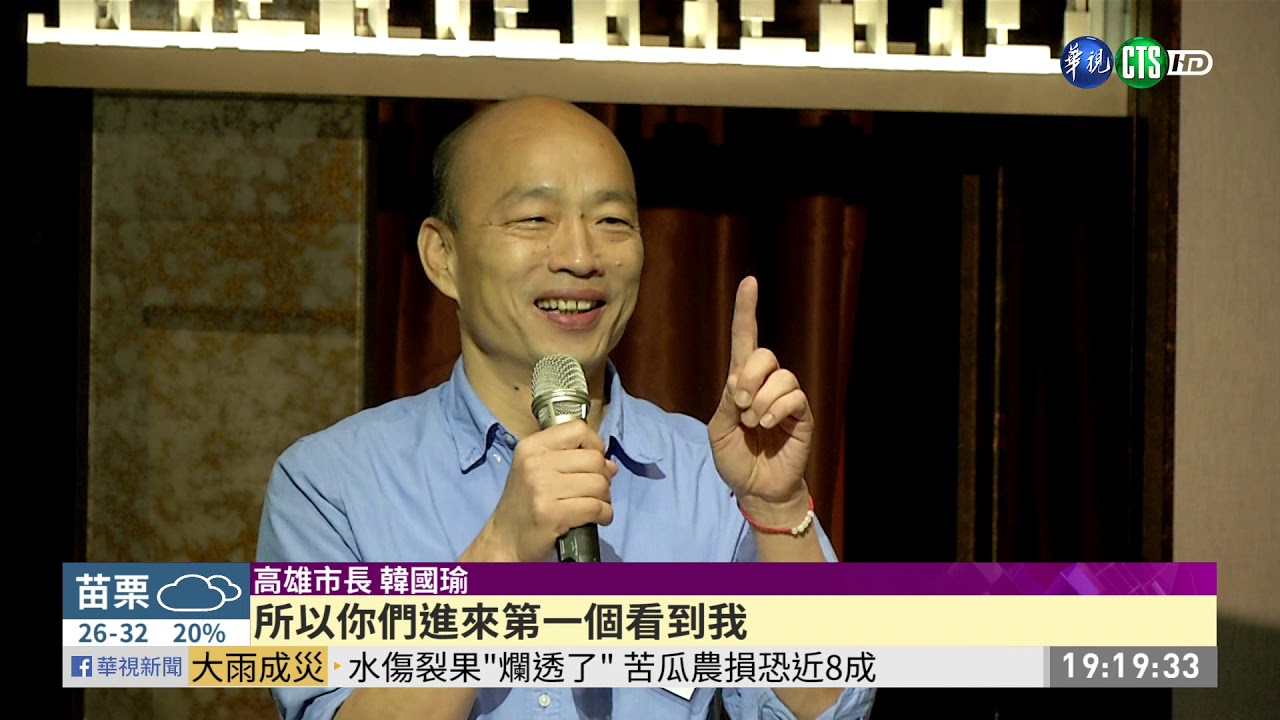 華視 CTS HD
高雄市長 韓國瑜
苗栗
所以你們進來第一個看到我
26-32 20%
華視新聞 大雨成災 水傷裂果"爛透了" 苦瓜農損恐近8成 19:19:33